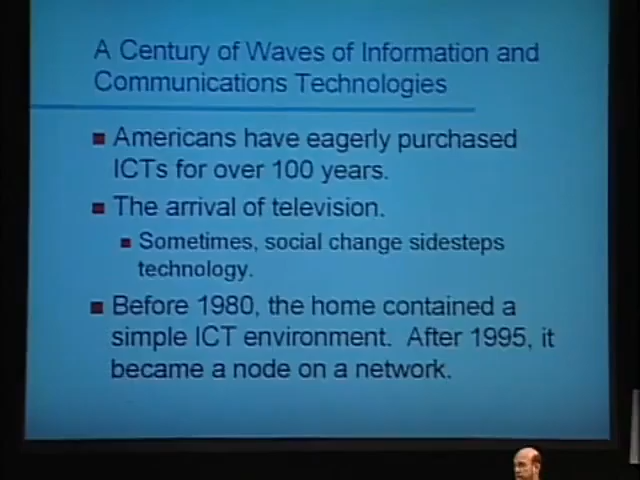 A Century of Waves of Information and
Communications Technologies
Americans have eagerly purchased
ICTs for over 100 years.
The arrival of television.
Sometimes, social change sidesteps
technology.
Before 1980, the home contained a
simple ICT environment. After 1995, it
became a node on a network.